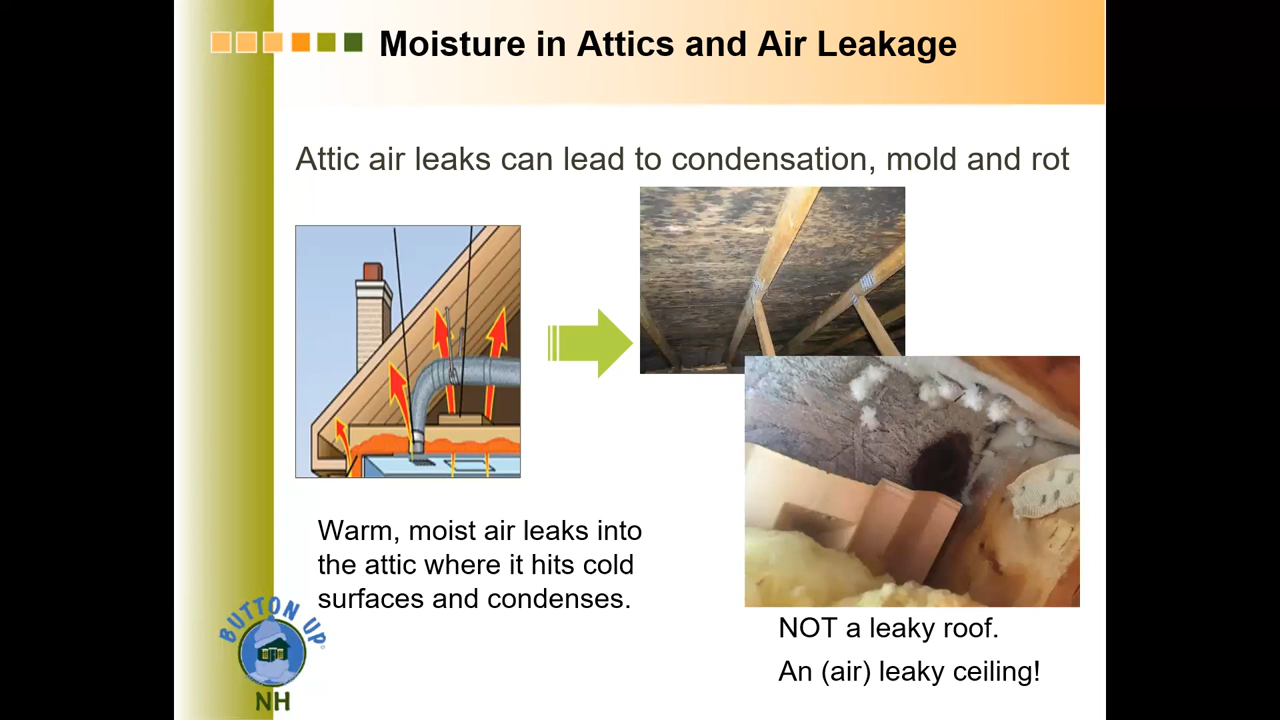 Moisture in Attics and Air Leakage
Attic air leaks can lead to condensation, mold and rot
Warm, moist air leaks into
the attic where it hits cold
surfaces and condenses.
NOT a leaky roof.
An (air) leaky ceiling!
BUTTON UP
NH